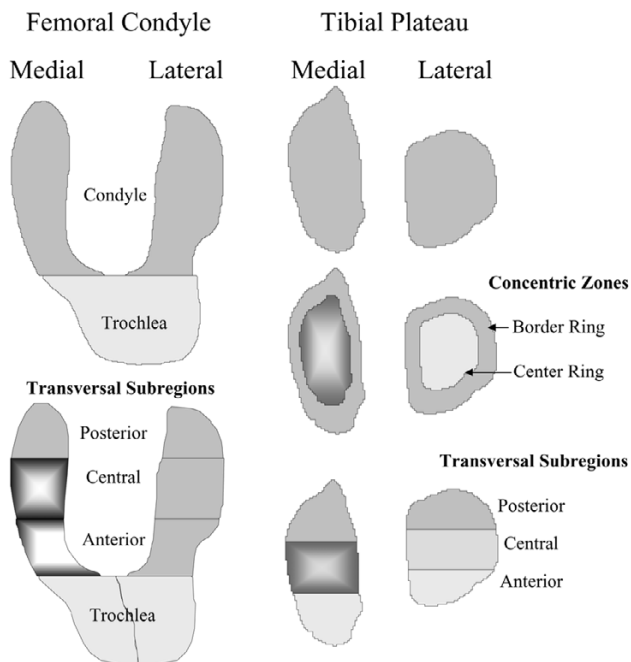 Femoral Condyle
Tibial Plateau
Medial
Lateral
Medial
Lateral
Condyle
Trochlea
Concentric Zones
Border Ring
Center Ring
Transversal Subregions
Posterior
Central
Anterior
Trochlea
Transversal Subregions
Posterior
Central
Anterior